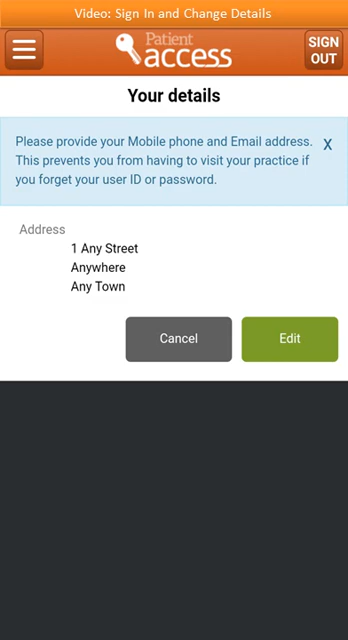 Video: Sign In and Change Details
Patient
access
SIGN
OUT
Your details
Please provide your Mobile phone and Email address.
This prevents you from having to visit your practice if
you forget your user ID or password.
X
Address
1 Any Street
Anywhere
Any Town
Cancel
Edit